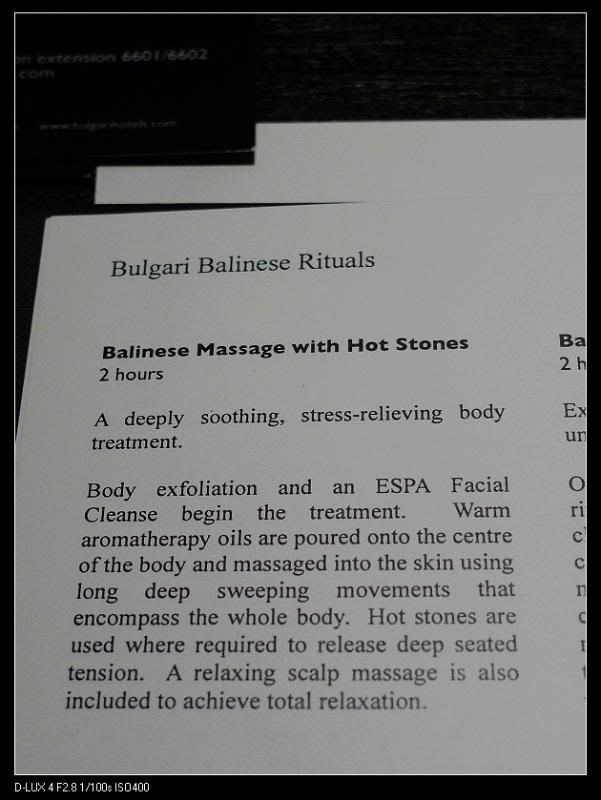 on extension 6601/6602
.com
www.bulgarihotels.com
Bulgari Balinese Rituals
Balinese Massage with Hot Stones
2 hours
A deeply soothing, stress-relieving body
treatment.
Body exfoliation and an ESPA Facial
Cleanse begin the treatment. Warm
aromatherapy oils are poured onto the centre
of the body and massaged into the skin using
long deep sweeping movements that
encompass the whole body. Hot stones are
used where required to release deep seated
tension. A relaxing scalp massage is also
included to achieve total relaxation.
Ba
2 h
Ex
un
O
ri
c
c
n
c
D-LUX 4 F2.8 1/100s ISO400